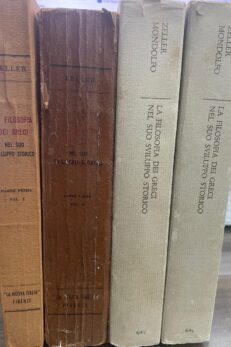 ZELLER
LA FILOSOFIA
DEI GRECI
NEL SUO
SVILUPPO STORICO
PARTE PRIMA
VOL. I
"LA NUOVA ITALIA"
FIRENZE
ZELLER
ZELLER
MONDOLFO
LA FILOSOFIA DEI GRECI
NEL SUO SVILUPPO STORICO
ZELLER
MONDOLFO
LA FILOSOFIA DEI GRECI
NEL SUO SVILUPPO STORICO